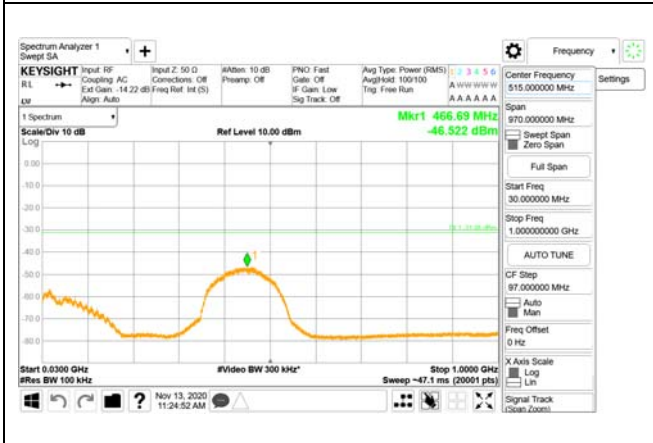 Spectrum Analyzer 1
Swept SA
+
Frequency
KEYSIGHT Input: RF Input Z: 50 Ω #Atten: 10 dB PNO: Fast Avg Type: Power (RMS) 1 2 3 4 5 6
RL Coupling: AC Corrections: Off Preamp: Off Gate: Off Avg|Hold: 100/100 A W W W W W
Ext Gain: -14.22 dB Freq Ref: Int (S) IF Gain: Low Trig: Free Run
Align: Auto Sig Track: Off A A A A A A
Center Frequency
515.000000 MHz
Settings
Span
970.000000 MHz
Swept Span
Zero Span
Full Span
Start Freq
30.000000 MHz
Stop Freq
1.000000000 GHz
AUTO TUNE
CF Step
97.000000 MHz
Auto
Man
Freq Offset
0 Hz
X Axis Scale
Log
Lin
Signal Track
(Span Zoom)
1 Spectrum
Mkr1 466.69 MHz
Scale/Div 10 dB Ref Level 10.00 dBm -46.522 dBm
Log
0.00
-10.0
-20.0
-30.0
-40.0
-50.0
-60.0
-70.0
-80.0
1
Start 0.0300 GHz #Video BW 300 kHz* Stop 1.0000 GHz
#Res BW 100 kHz Sweep ~47.1 ms (20001 pts)
? Nov 13, 2020
11:24:52 AM